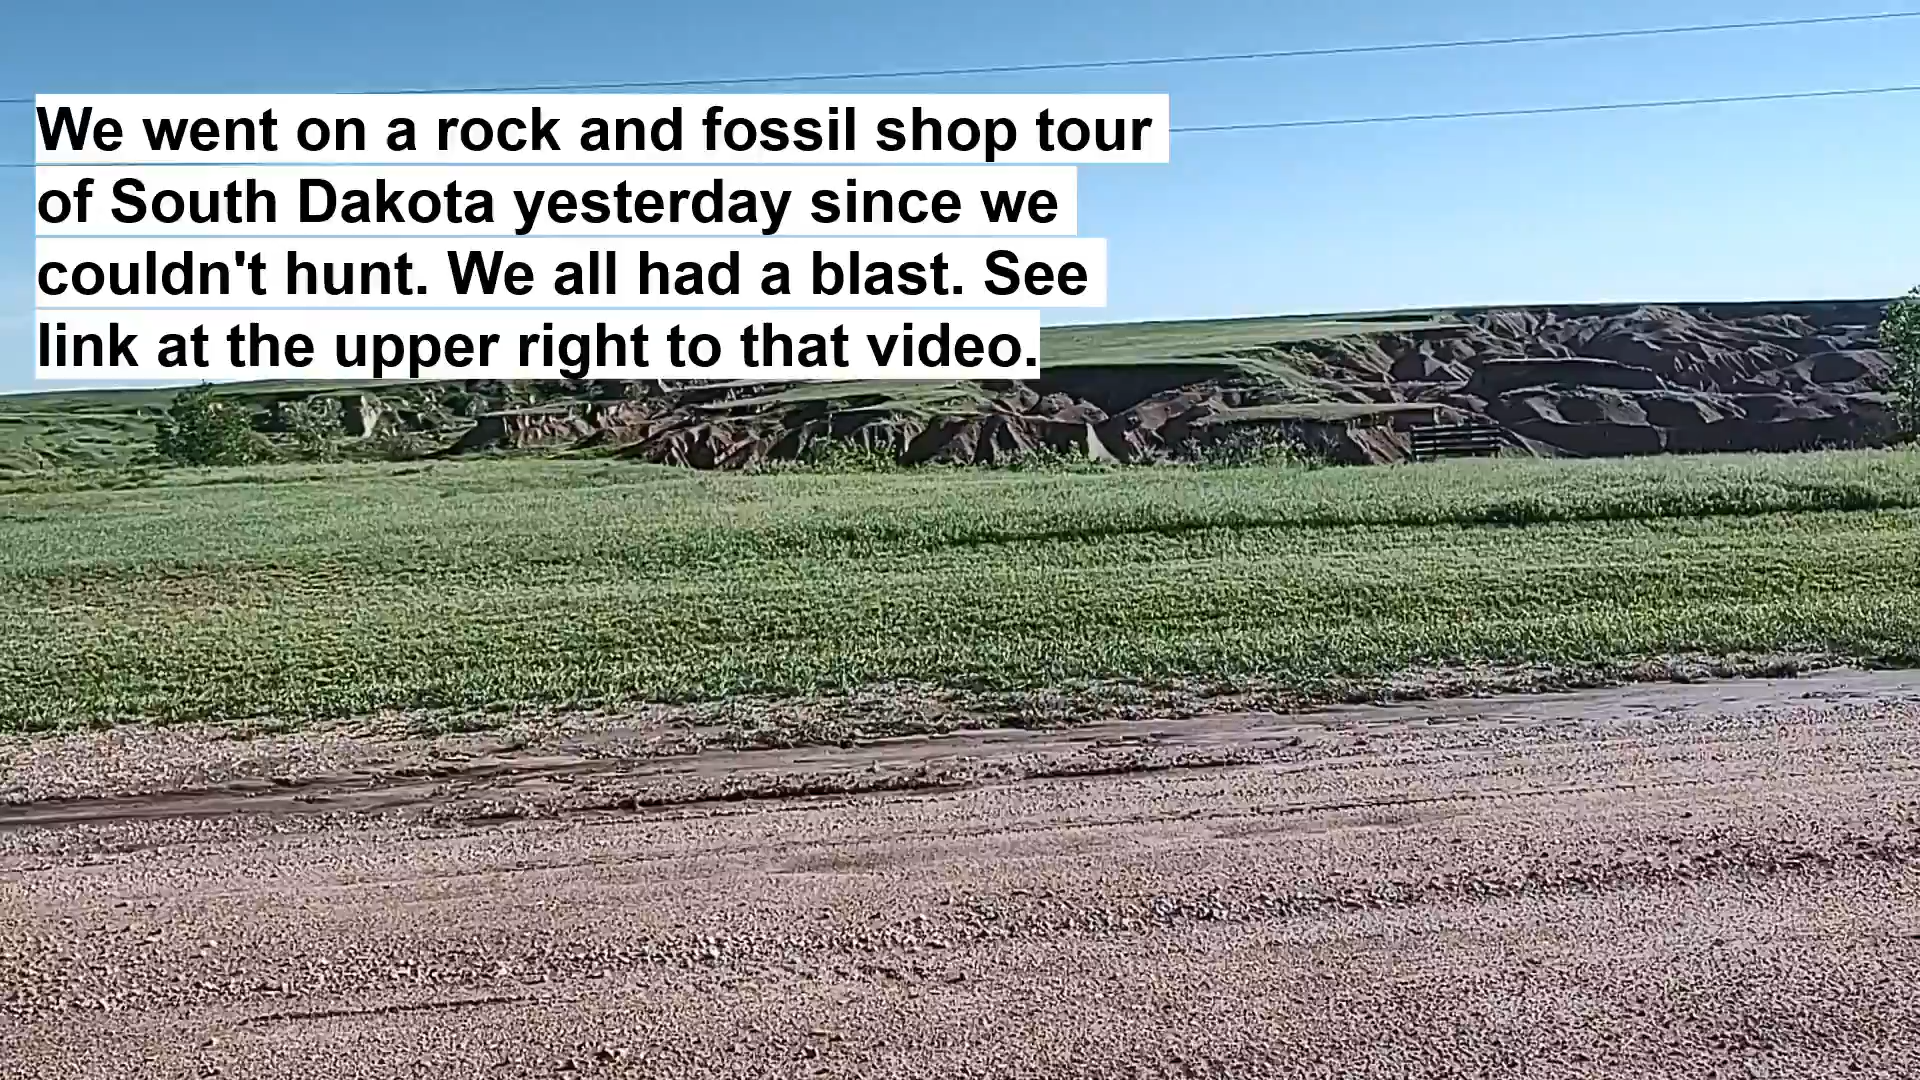 We went on a rock and fossil shop tour
of South Dakota yesterday since we
couldn't hunt. We all had a blast. See
link at the upper right to that video.